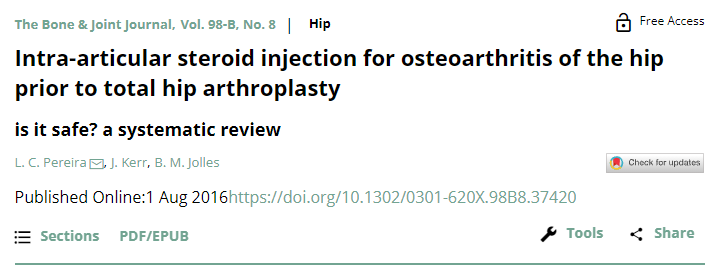 The Bone & Joint Journal, Vol. 98-B, No. 8 | Hip Free Access
Intra-articular steroid injection for osteoarthritis of the hip
prior to total hip arthroplasty
is it safe? a systematic review
L. C. Pereira, J. Kerr, B. M. Jolles
Check for updates
Published Online:1 Aug 2016https://doi.org/10.1302/0301-620X.98B8.37420
Sections PDF/EPUB Tools Share